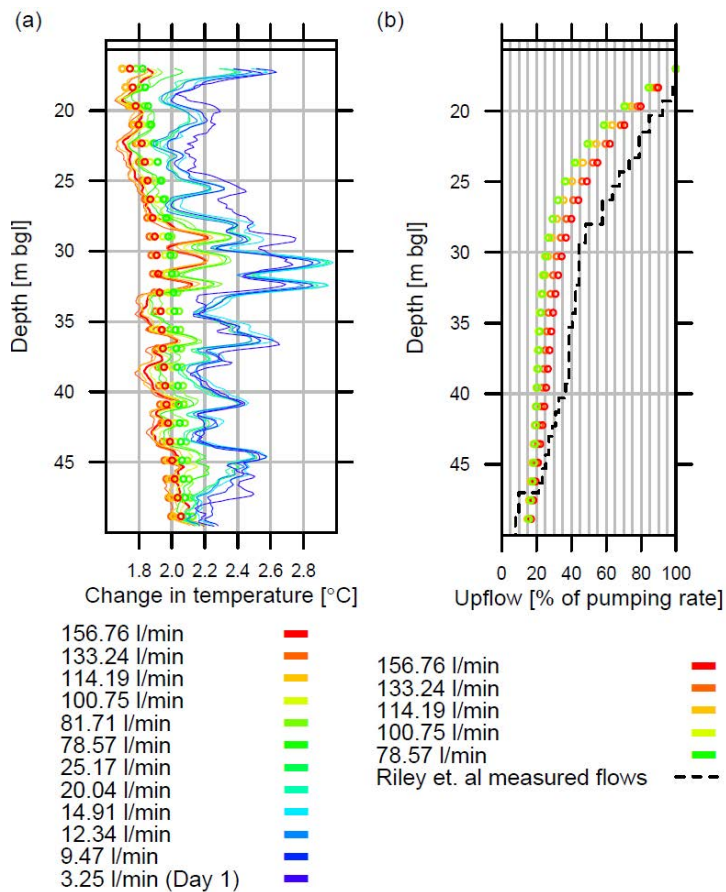 (a)
(b)
20
25
30
35
40
45
Depth [m bgl]
1.8 2.0 2.2 2.4 2.6 2.8
Change in temperature [°C]
20
25
30
35
40
45
Depth [m bgl]
0 20 40 60 80 100
Upflow [% of pumping rate]
156.76 l/min
133.24 l/min
114.19 l/min
100.75 l/min
81.71 l/min
78.57 l/min
25.17 l/min
20.04 l/min
14.91 l/min
12.34 l/min
9.47 l/min
3.25 l/min (Day 1)
156.76 l/min
133.24 l/min
114.19 l/min
100.75 l/min
78.57 l/min
Riley et. al measured flows